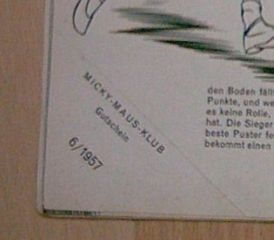 MICKY-MAUS-KLUB
Gutschein
6/1957
den Boden fäll
Punkte, und we
es keine Rolle,
hat. Die Sieger
beste Puster fe
bekommt einen